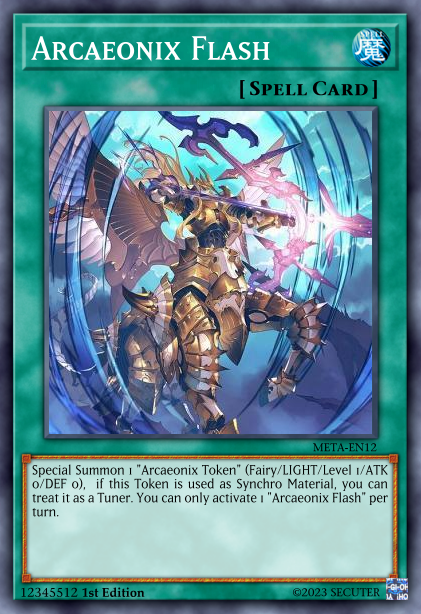 Arcaeonix Flash
魔
[ Spell Card ]
META-EN12
Special Summon 1 "Arcaeonix Token" (Fairy/LIGHT/Level 1/ATK
0/DEF 0), if this Token is used as Synchro Material, you can
treat it as a Tuner. You can only activate 1 "Arcaeonix Flash" per
turn.
12345512 1st Edition
©2023 SECUTER